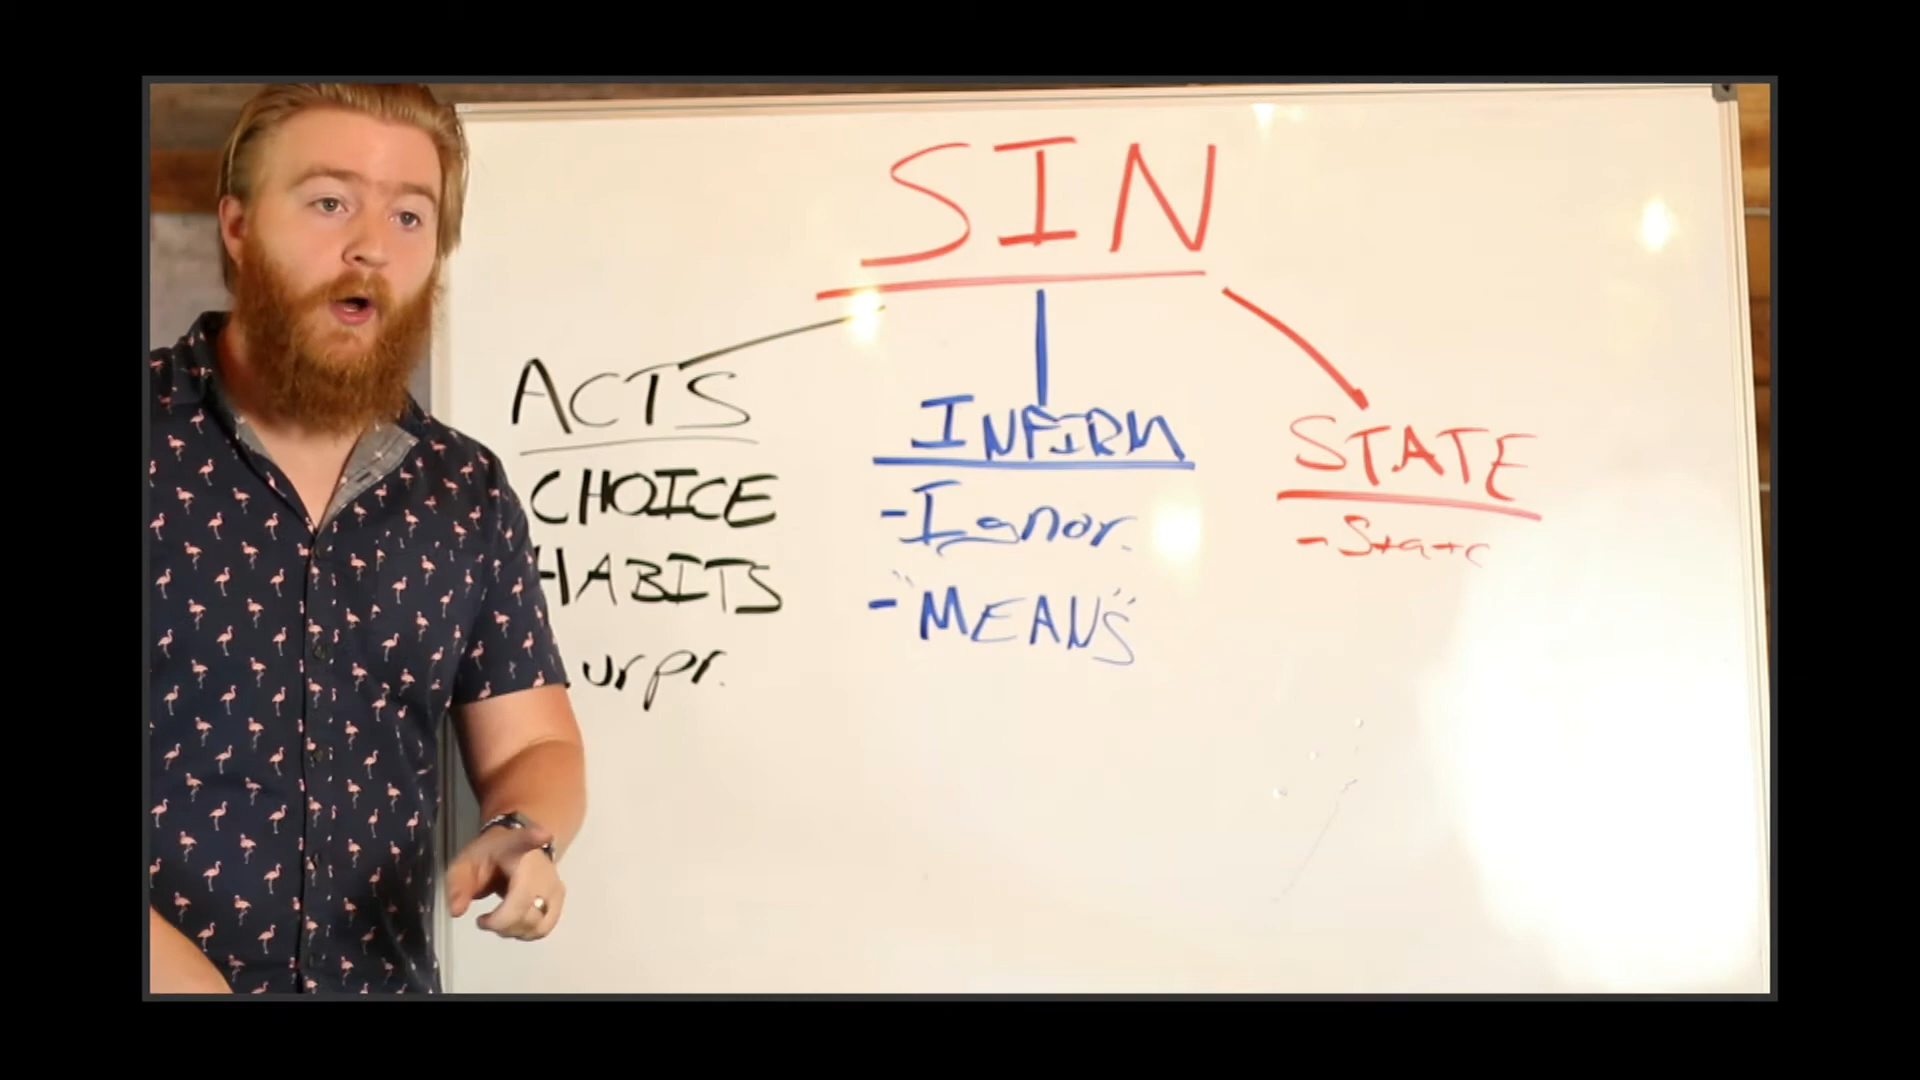 SIN
ACTS
CHOICE
HABITS
urpr.
INFIRM
-Ignor.
-"MEANS"
STATE
-State